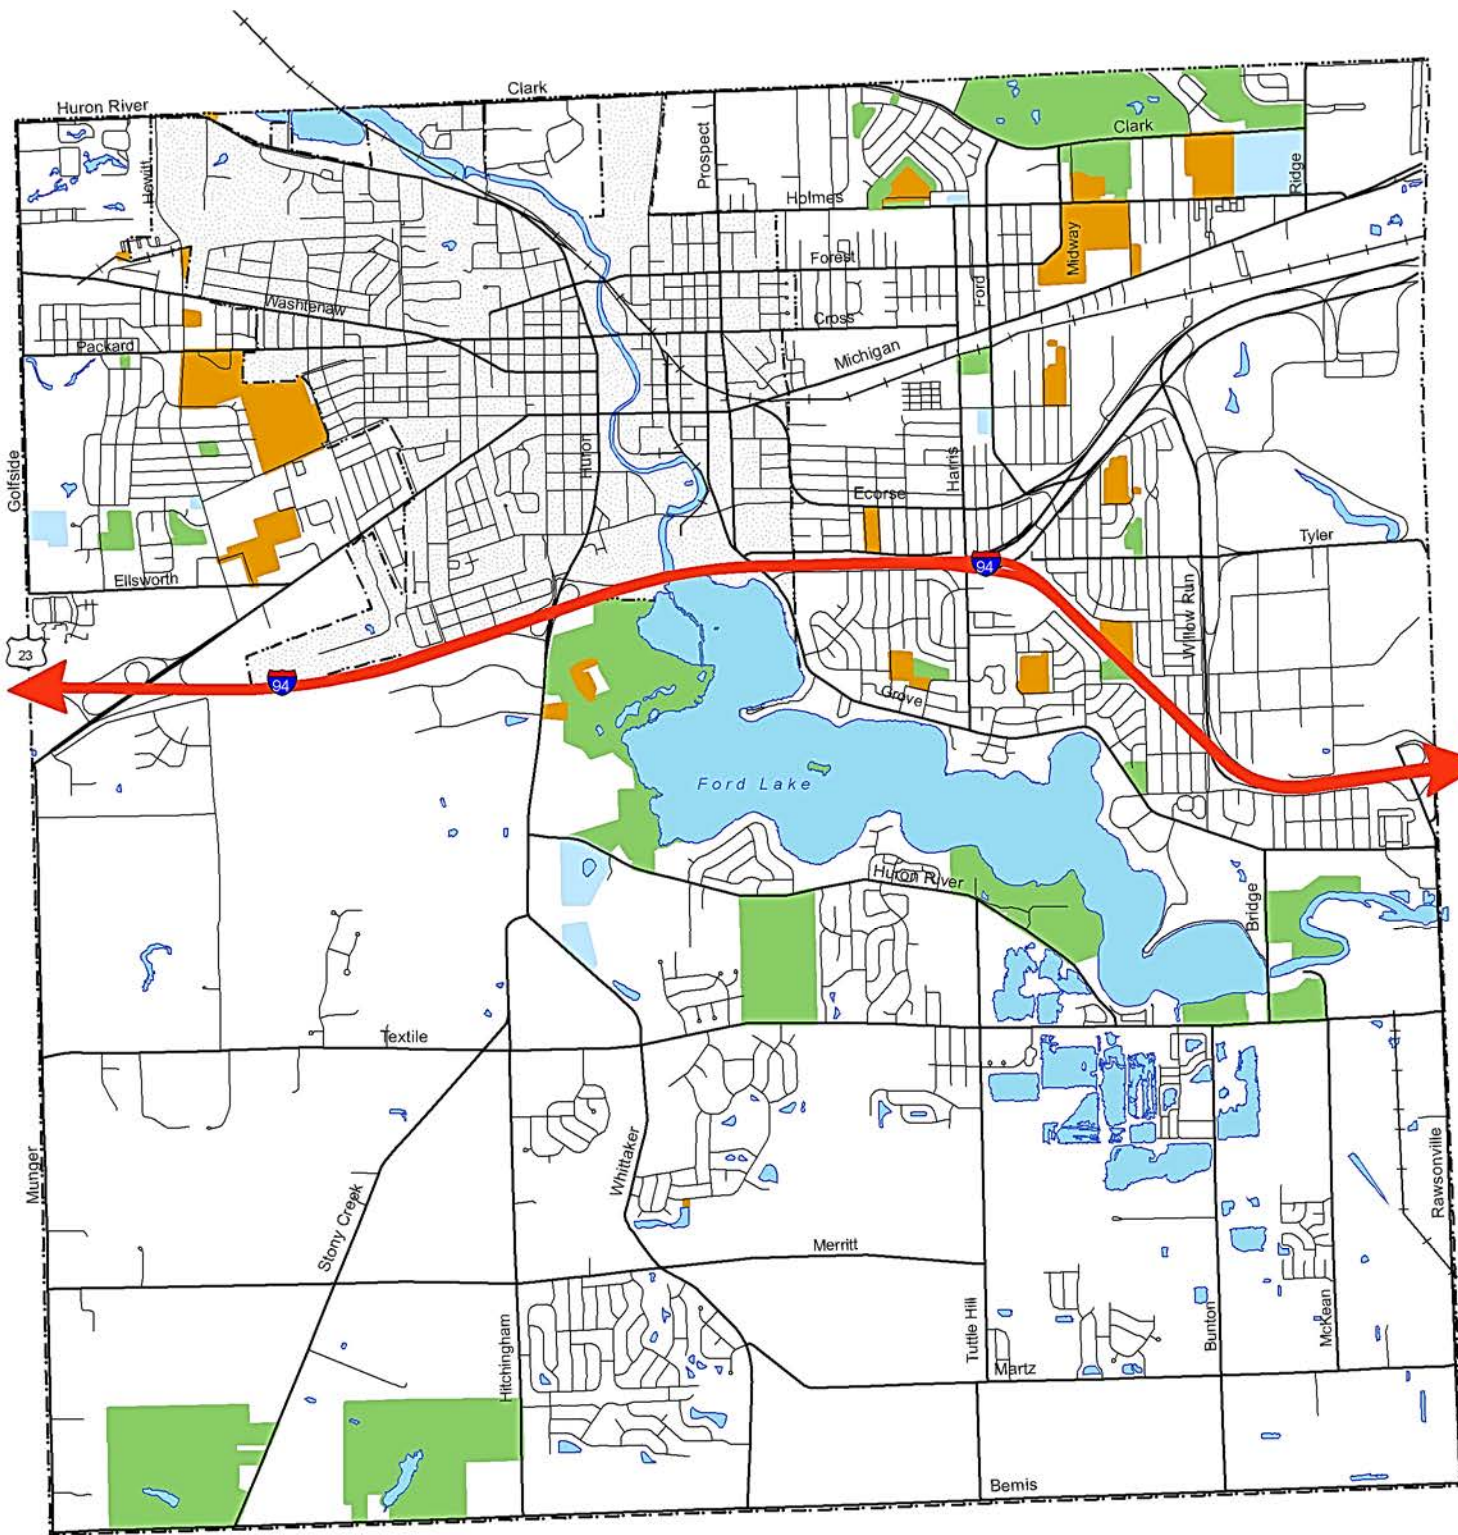 Clark
Huron River
Clark
Prospect
Hewitt
Ridge
Holmes
Midway
Forest
Ford
Washtenaw
Cross
Packard
Michigan
Golfside
Huron
Harris
Ecorse
Tyler
94
Ellsworth
Willow Run
23
94
Grove
Ford Lake
Huron River
Bridge
Textile
Munger
Whittaker
Rawsonville
Stony Creek
Merritt
Hitchingham
Tuttle Hill
Bunton
McKean
Martz
Bemis